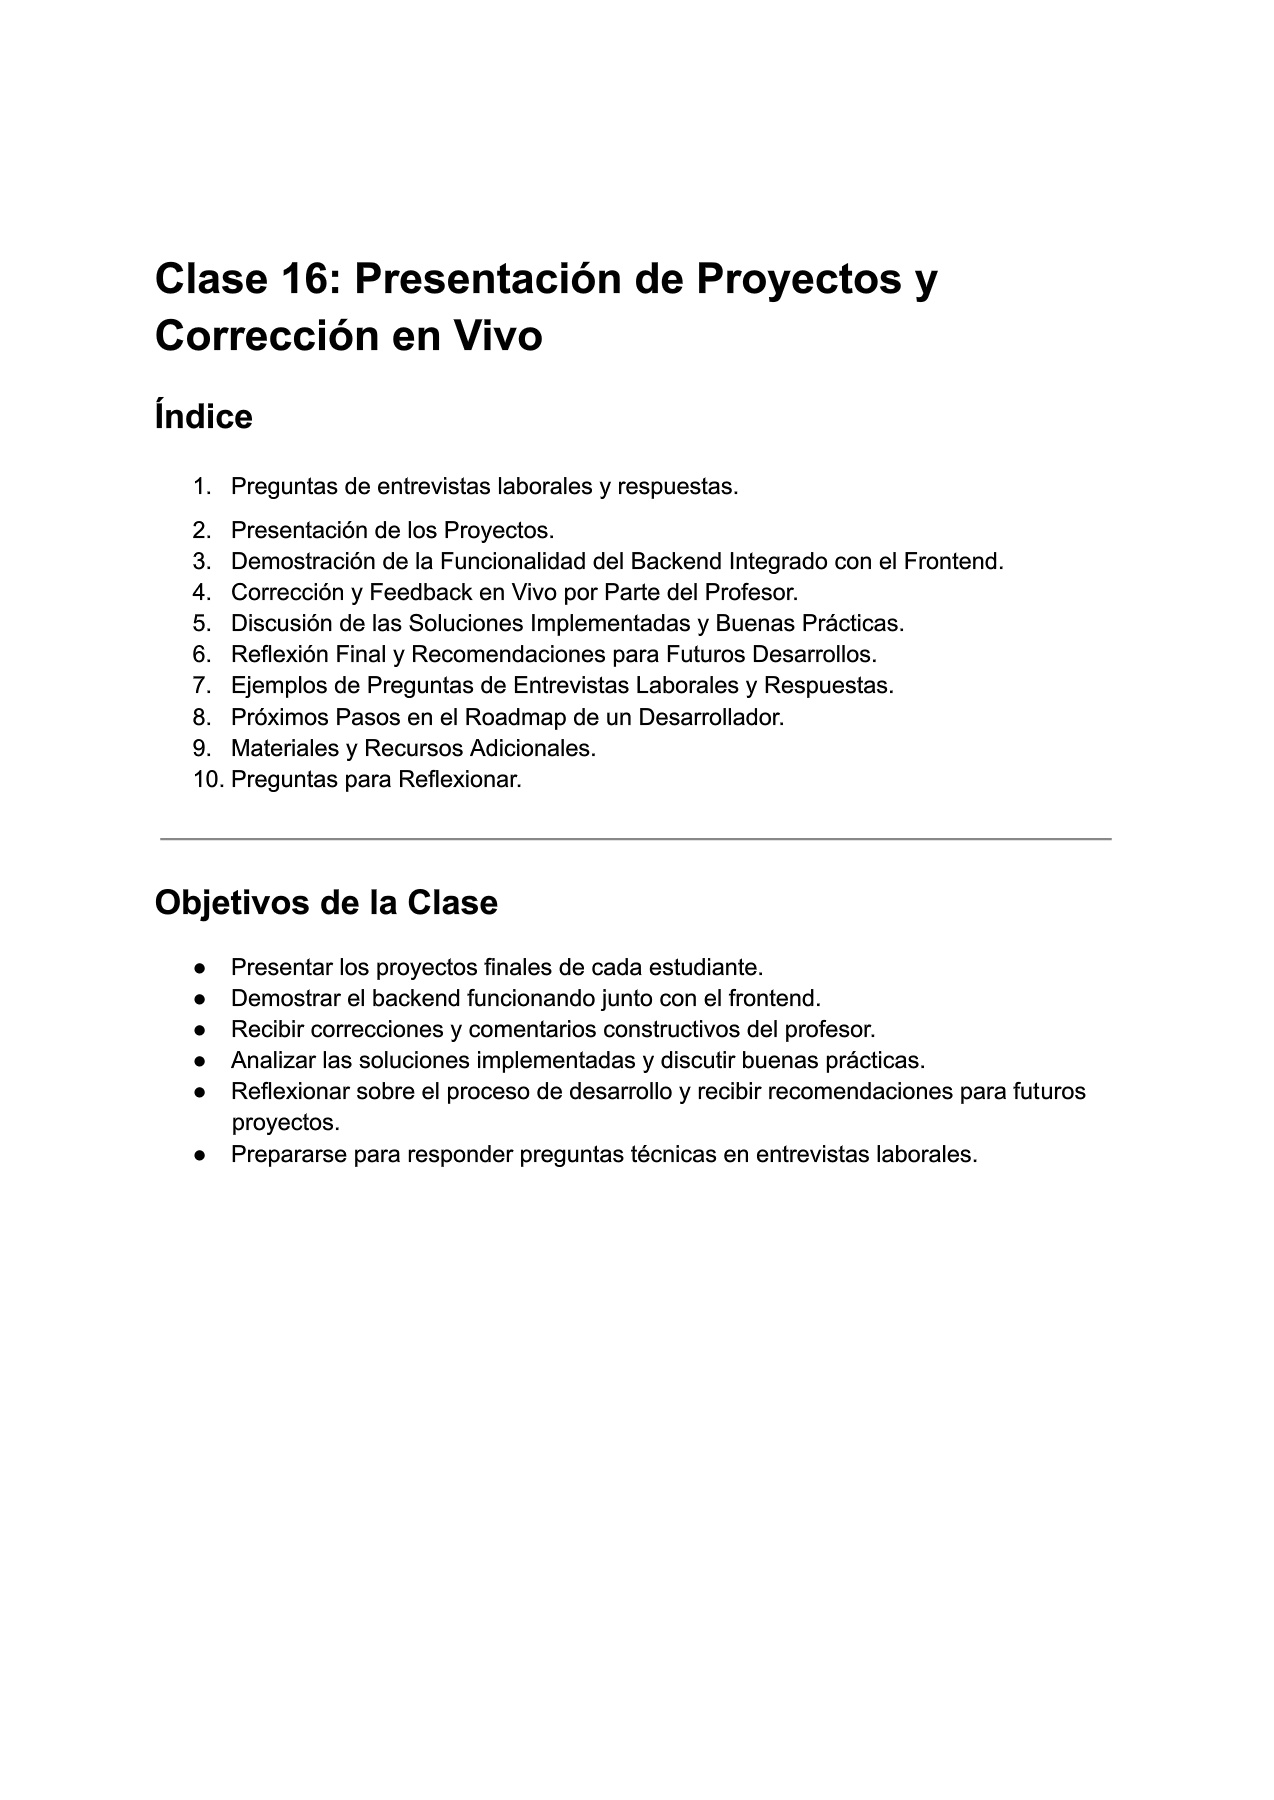 Clase 16: Presentación de Proyectos y
Corrección en Vivo
Índice
1. Preguntas de entrevistas laborales y respuestas.
2. Presentación de los Proyectos.
3. Demostración de la Funcionalidad del Backend Integrado con el Frontend.
4. Corrección y Feedback en Vivo por Parte del Profesor.
5. Discusión de las Soluciones Implementadas y Buenas Prácticas.
6. Reflexión Final y Recomendaciones para Futuros Desarrollos.
7. Ejemplos de Preguntas de Entrevistas Laborales y Respuestas.
8. Próximos Pasos en el Roadmap de un Desarrollador.
9. Materiales y Recursos Adicionales.
10. Preguntas para Reflexionar.
Objetivos de la Clase
● Presentar los proyectos finales de cada estudiante.
● Demostrar el backend funcionando junto con el frontend.
● Recibir correcciones y comentarios constructivos del profesor.
● Analizar las soluciones implementadas y discutir buenas prácticas.
● Reflexionar sobre el proceso de desarrollo y recibir recomendaciones para futuros
proyectos.
● Prepararse para responder preguntas técnicas en entrevistas laborales.